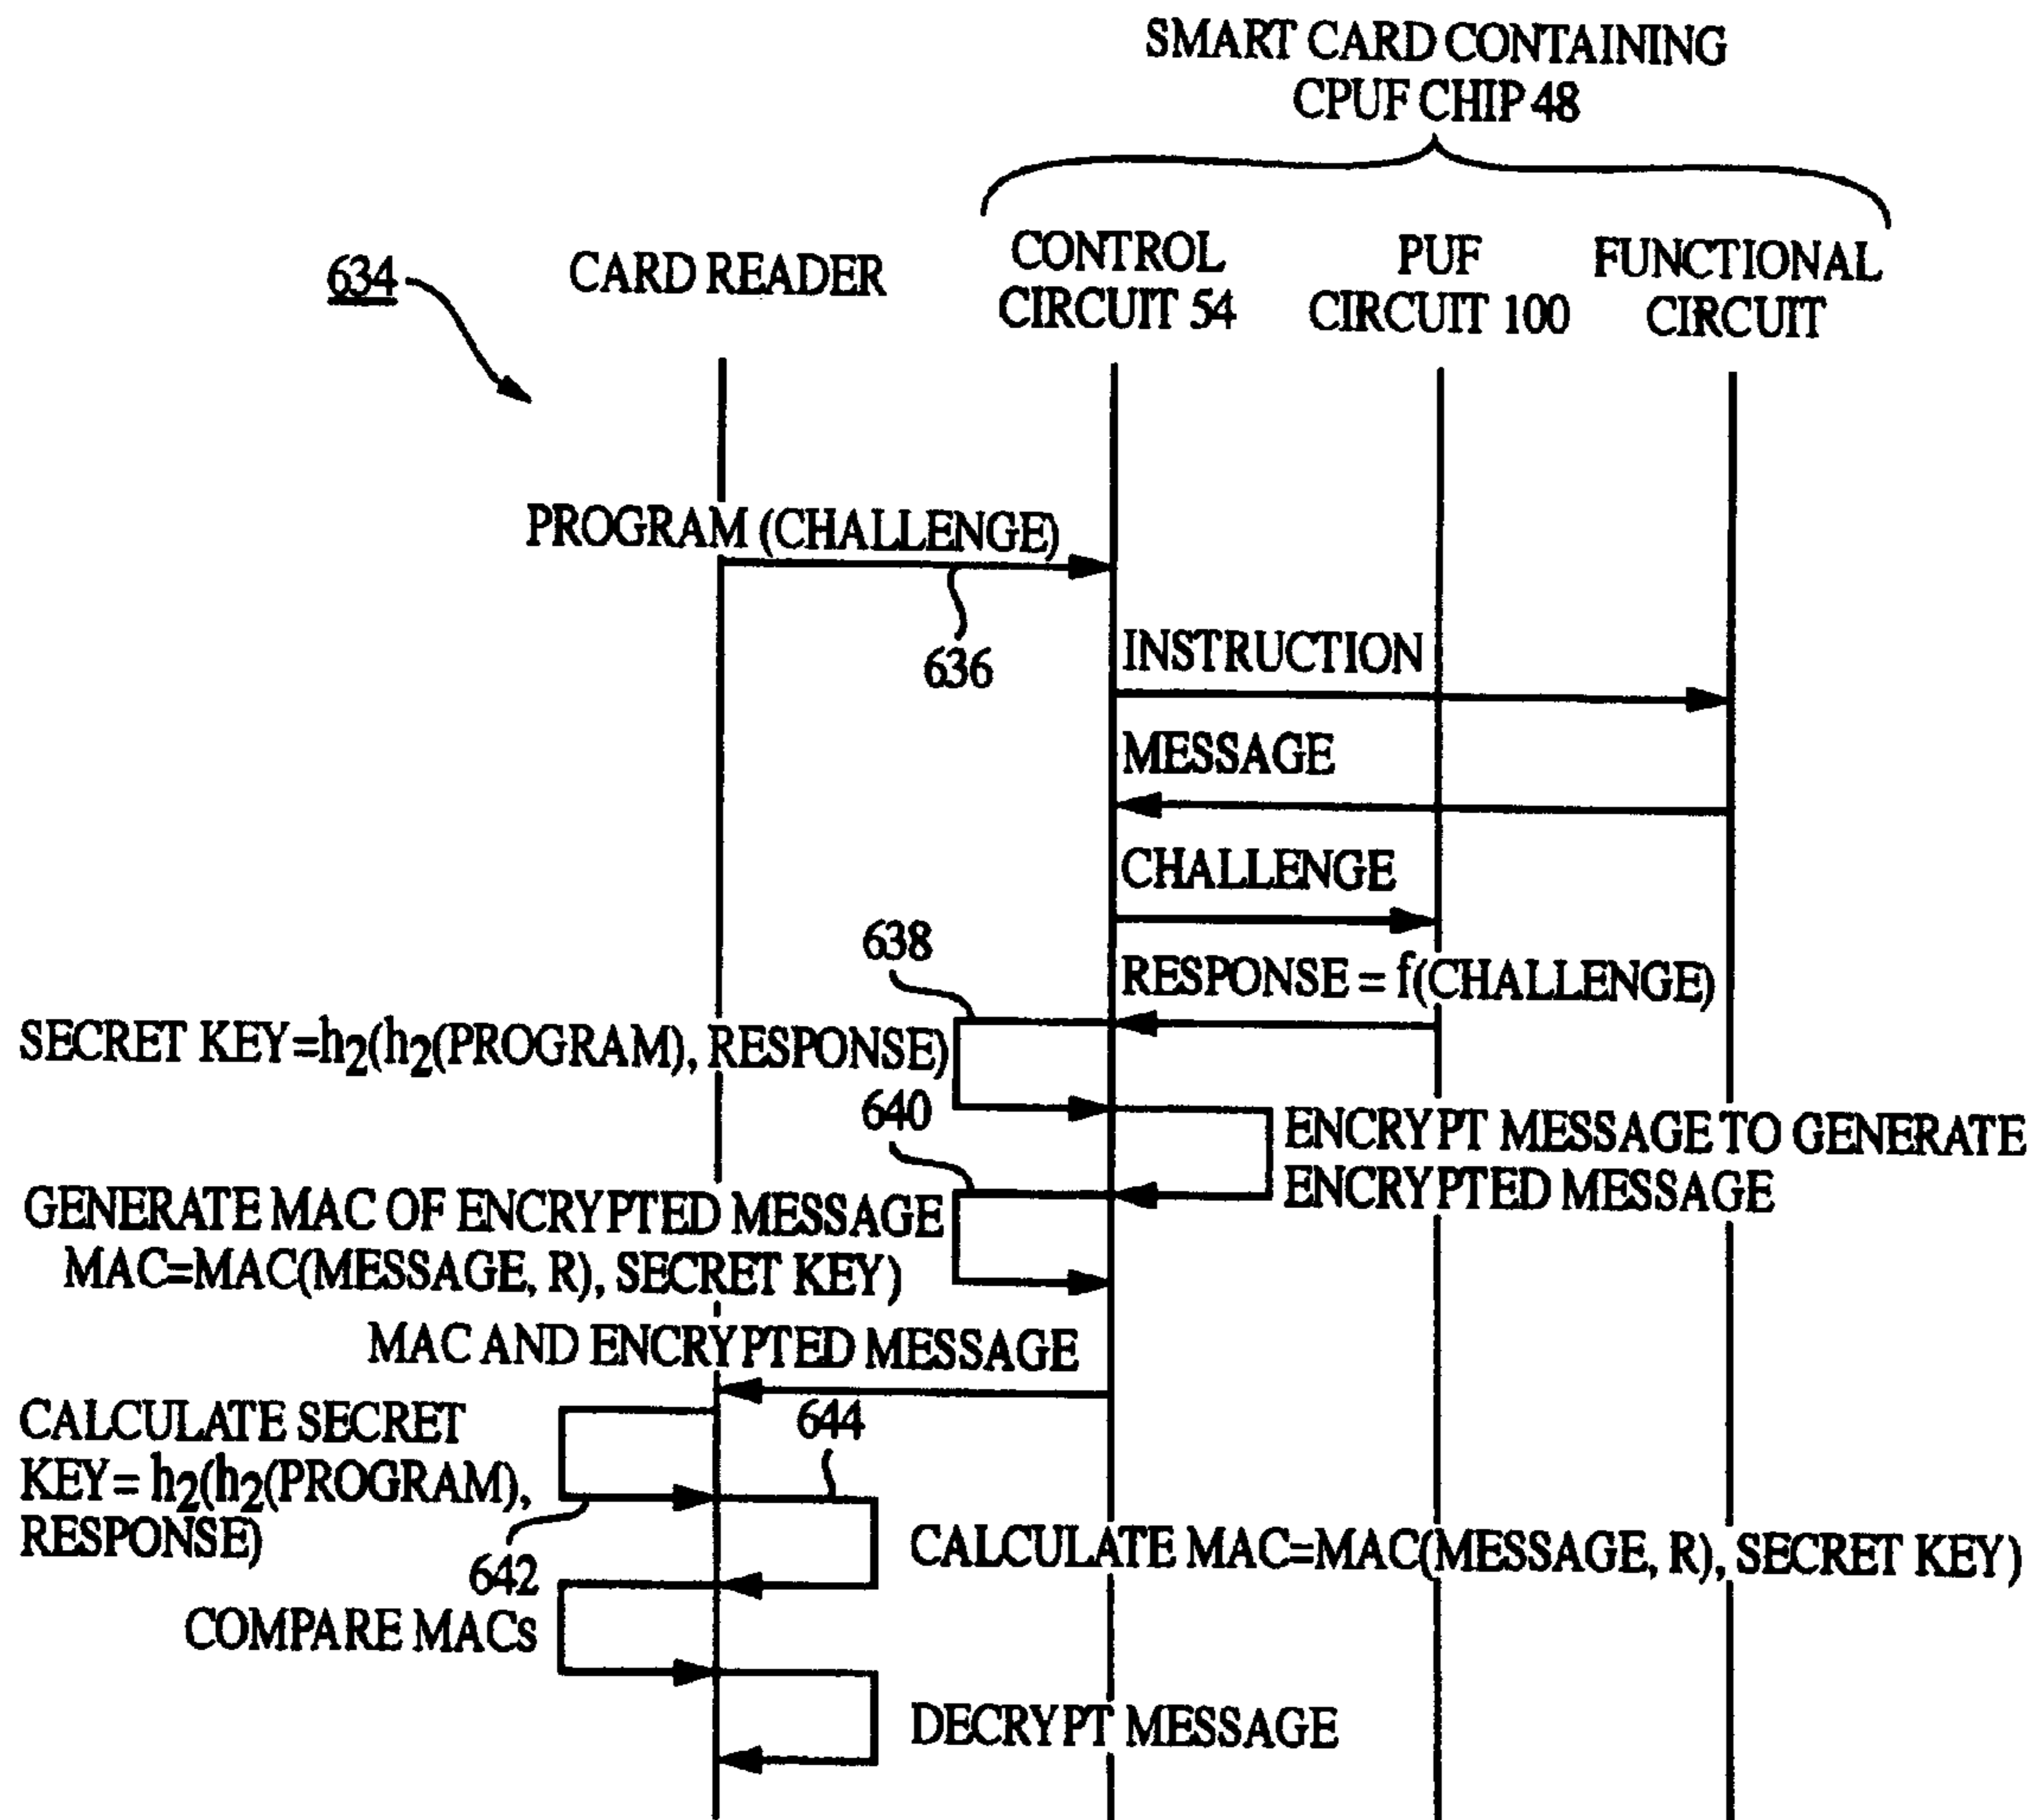 SMART CARD CONTAINING
CPUF CHIP 48
634
CARD READER
CONTROL
CIRCUIT 54
PUF
CIRCUIT 100
FUNCTIONAL
CIRCUIT
PROGRAM (CHALLENGE)
636
INSTRUCTION
MESSAGE
CHALLENGE
638
RESPONSE = f(CHALLENGE)
SECRET KEY=h₂(h₂(PROGRAM), RESPONSE)
640
ENCRYPT MESSAGE TO GENERATE
ENCRYPTED MESSAGE
GENERATE MAC OF ENCRYPTED MESSAGE
MAC=MAC(MESSAGE, R), SECRET KEY)
MAC AND ENCRYPTED MESSAGE
CALCULATE SECRET
KEY= h₂(h₂(PROGRAM),
RESPONSE)
644
642
CALCULATE MAC=MAC(MESSAGE, R), SECRET KEY)
COMPARE MACs
DECRYPT MESSAGE